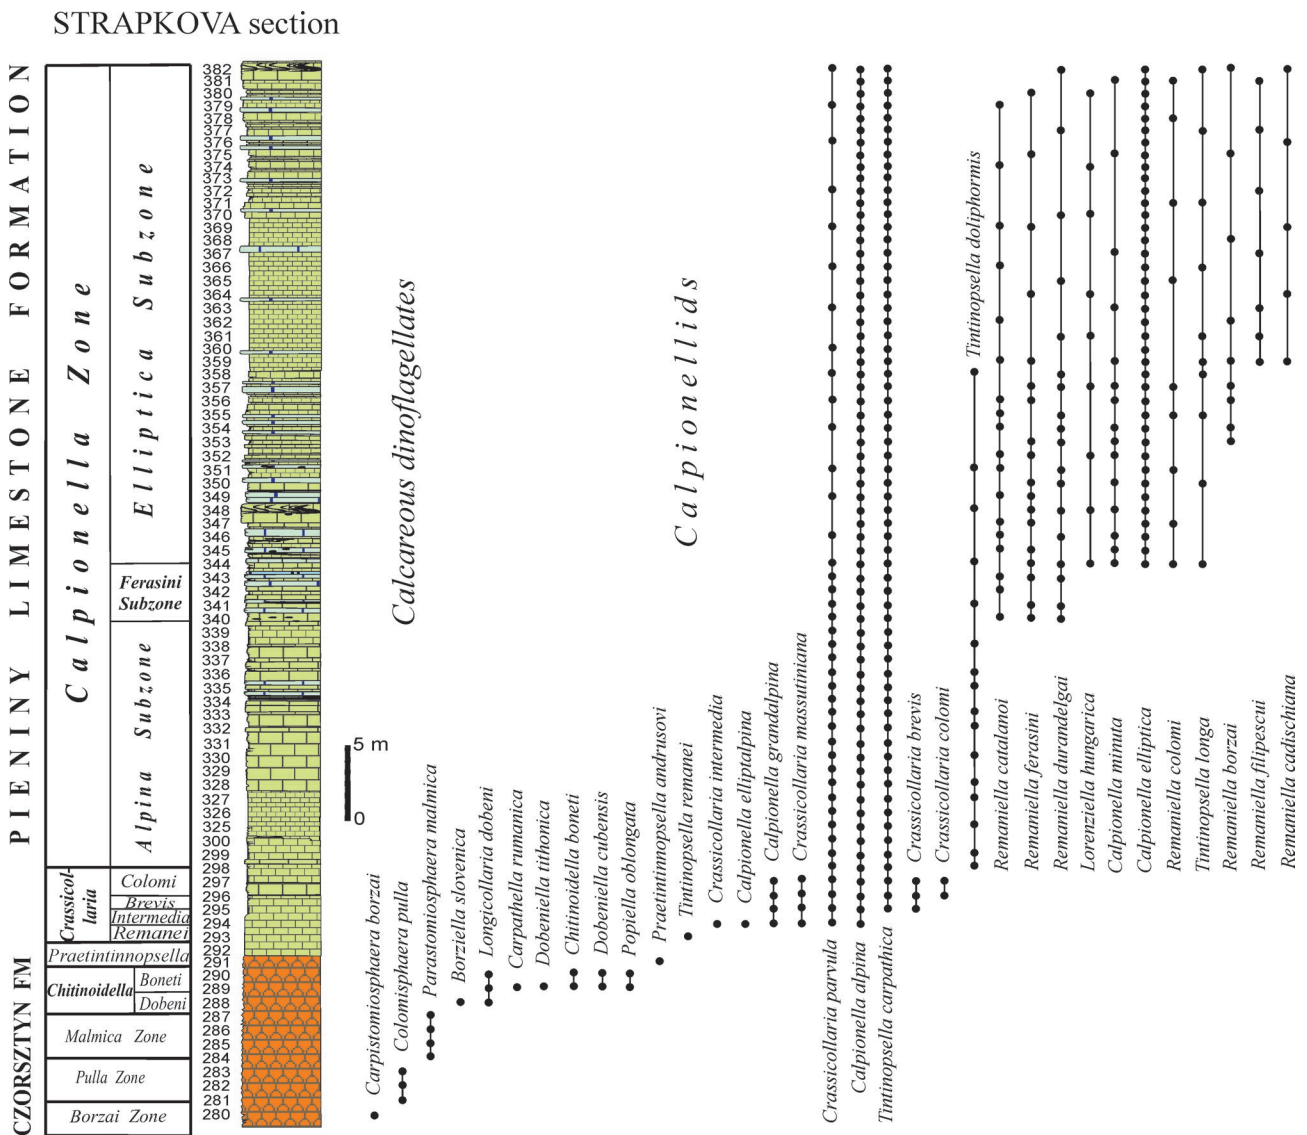 STRAPKOVA section
PIENINY LIMESTONE FORMATION
CZORSZTYN FM
Calpionella Zone
Elliptica Subzone
Ferasini
Subzone
Alpina Subzone
Crassicol-
laria
Colomi
Brevis
Intermedia
Remanei
Praetintinnopsella
Chitinoidella
Boneti
Dobeni
Malmica Zone
Pulla Zone
Borzai Zone
382
381
380
379
378
377
376
375
374
373
372
371
370
369
368
367
366
365
364
363
362
361
360
359
358
357
356
355
354
353
352
351
350
349
348
347
346
345
344
343
342
341
340
339
338
337
336
335
334
333
332
331
330
329
328
327
326
325
300
299
298
297
296
295
294
293
292
291
290
289
288
287
286
285
284
283
282
281
280
5 m
0
Calcareous dinoflagellates
Calpionellids
Carpistomiosphaera borzai
Colomisphaera pulla
Parastomiosphaera malmica
Borziella slovenica
Longicollaria dobeni
Carpathella rumanica
Dobeniella tithonica
Chitinoidella boneti
Dobeniella cubensis
Popiella oblongata
Praetintinnopsella andrusovi
Tintinopsella remanei
Crassicollaria intermedia
Calpionella elliptalpina
Calpionella grandalpina
Crassicollaria massutiniana
Crassicollaria parvula
Calpionella alpina
Tintinopsella carpathica
Crassicollaria brevis
Crassicollaria colomi
Tintinopsella doliphormis
Remaniella catalanoi
Remaniella ferasini
Remaniella durandelgai
Lorenziella hungarica
Calpionella minuta
Calpionella elliptica
Remaniella colomi
Tintinopsella longa
Remaniella borzai
Remaniella filipescui
Remaniella cadischiana